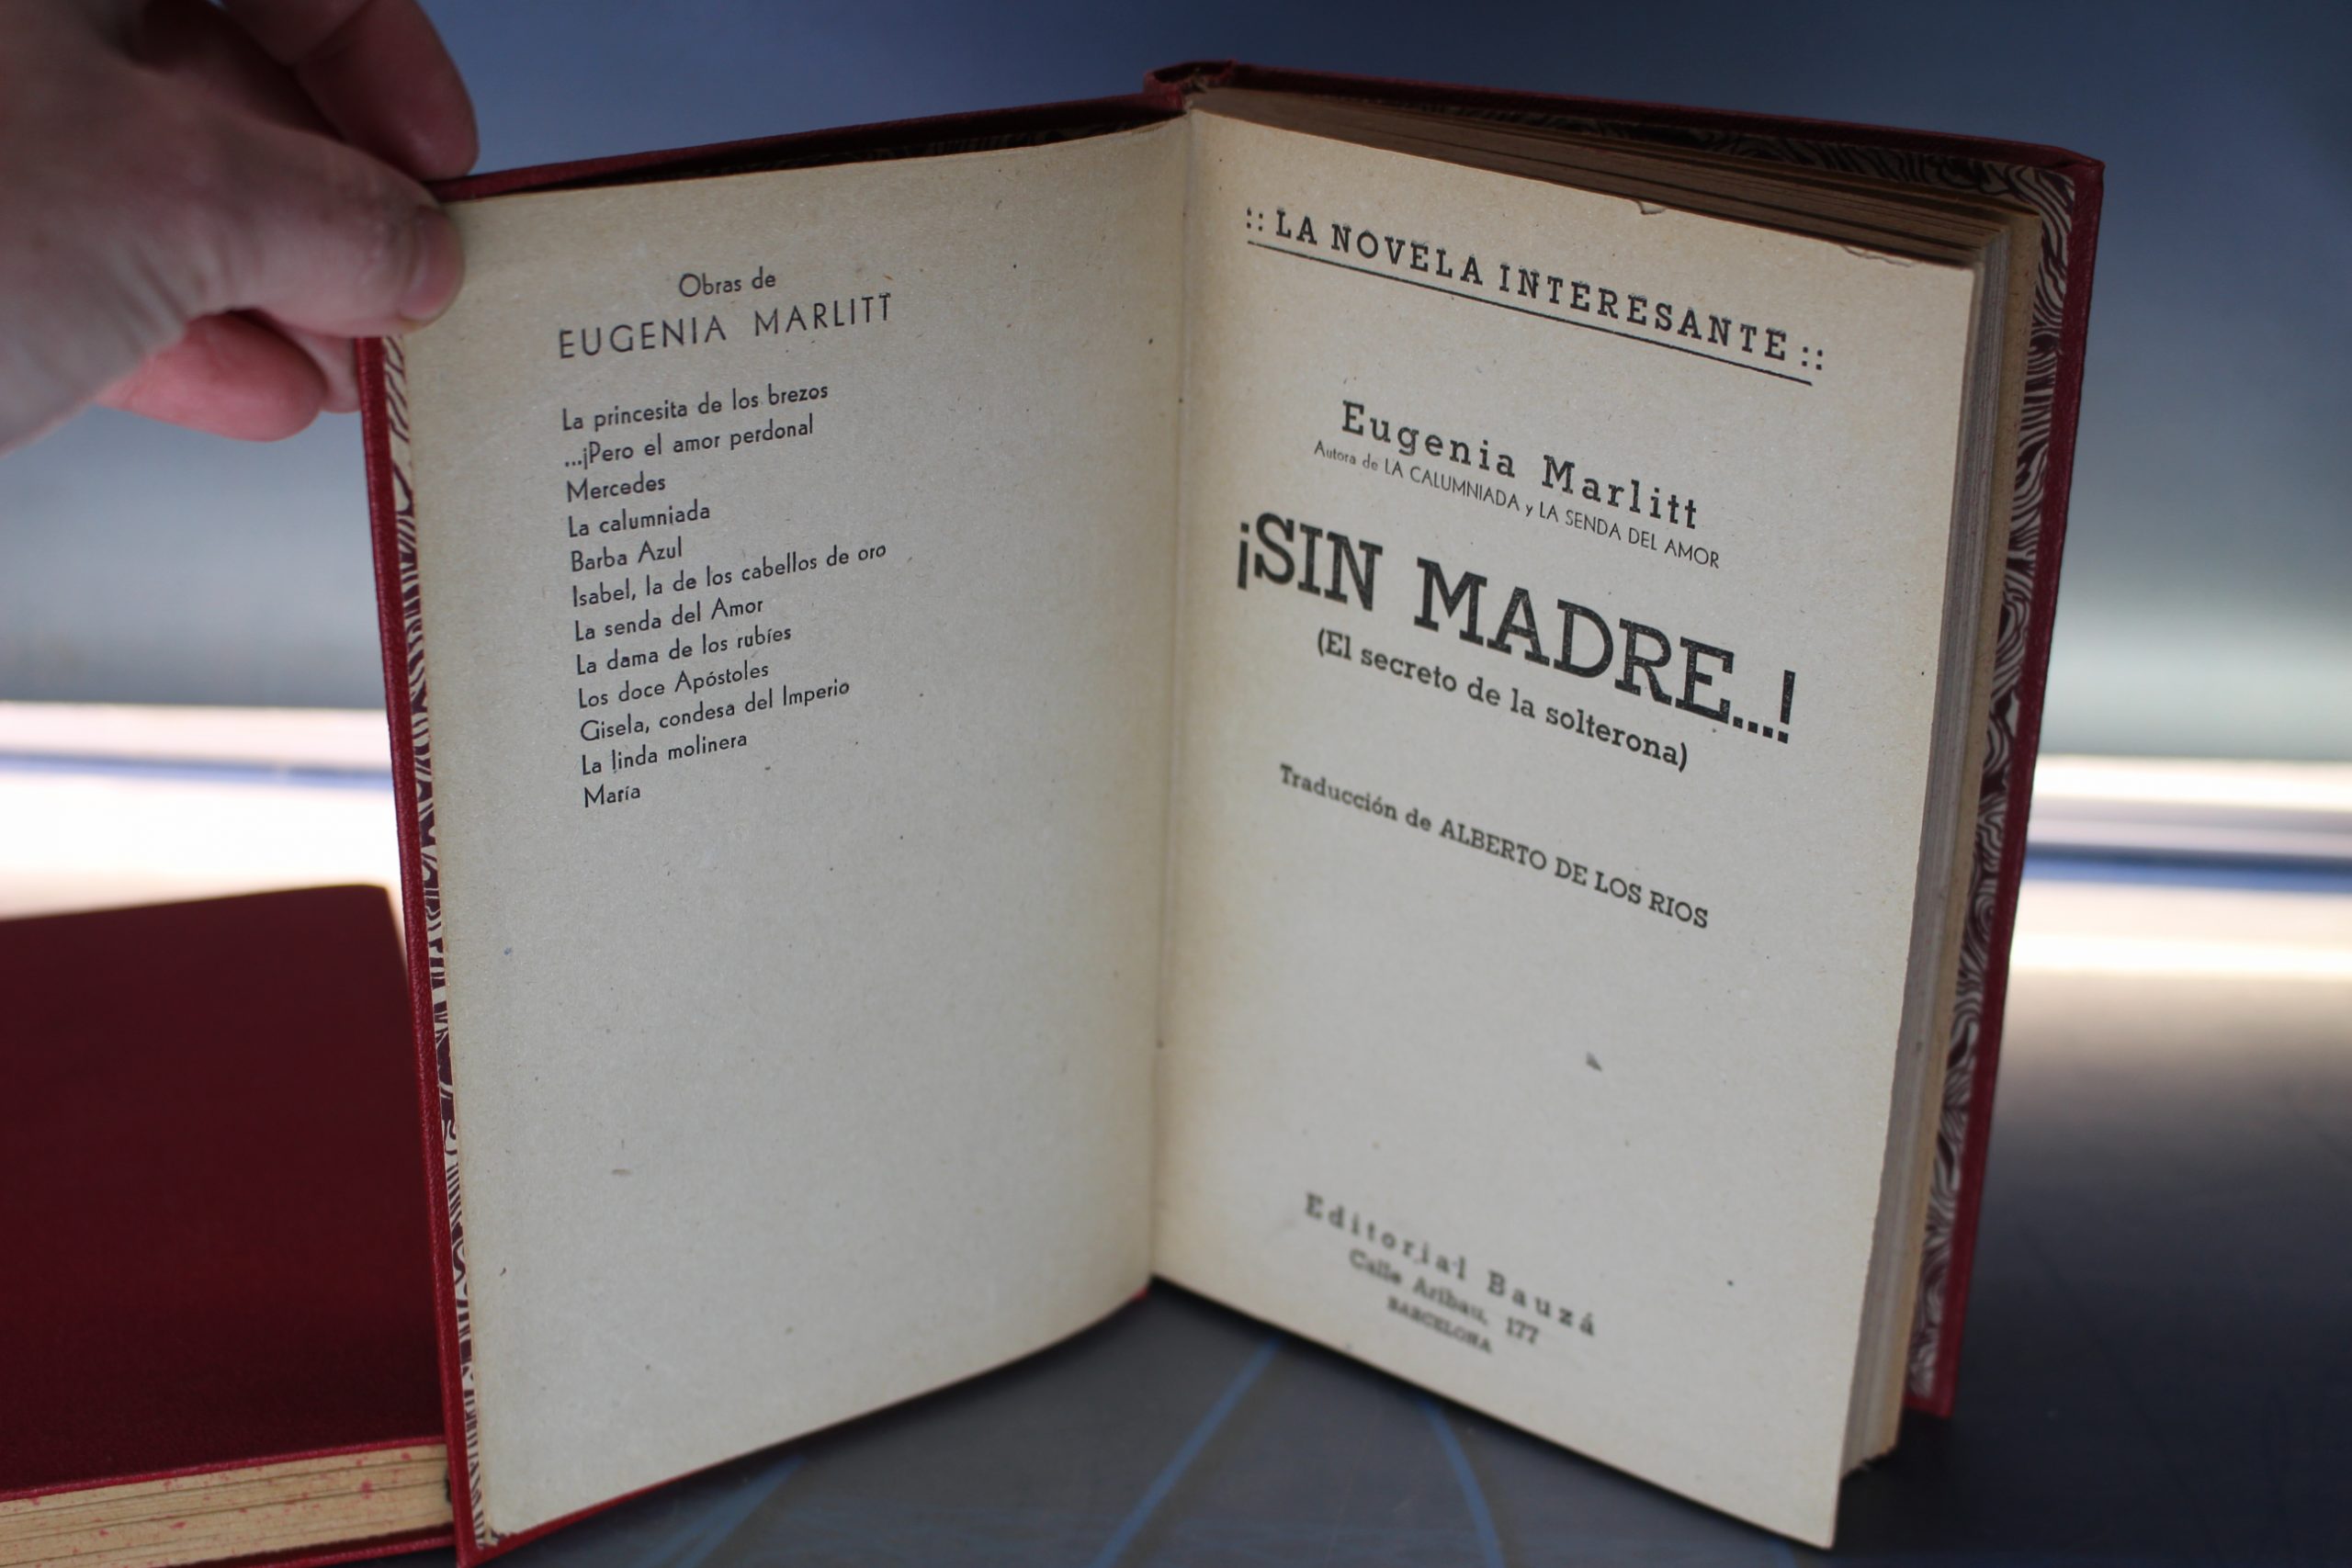 Obras de
EUGENIA MARLITT
La princesita de los brezos
...¡Pero el amor perdonal
Mercedes
La calumniada
Barba Azul
Isabel, la de los cabellos de oro
La senda del Amor
La dama de los rubíes
Los doce Apóstoles
Gisela, condesa del Imperio
La linda molinera
María
:: LA NOVELA INTERESANTE ::
Eugenia Marlitt
Autora de LA CALUMNIADA y LA SENDA DEL AMOR
¡SIN MADRE...!
(El secreto de la solterona)
Traducción de ALBERTO DE LOS RIOS
Editorial Bauzá
Calle Aribau, 177
BARCELONA